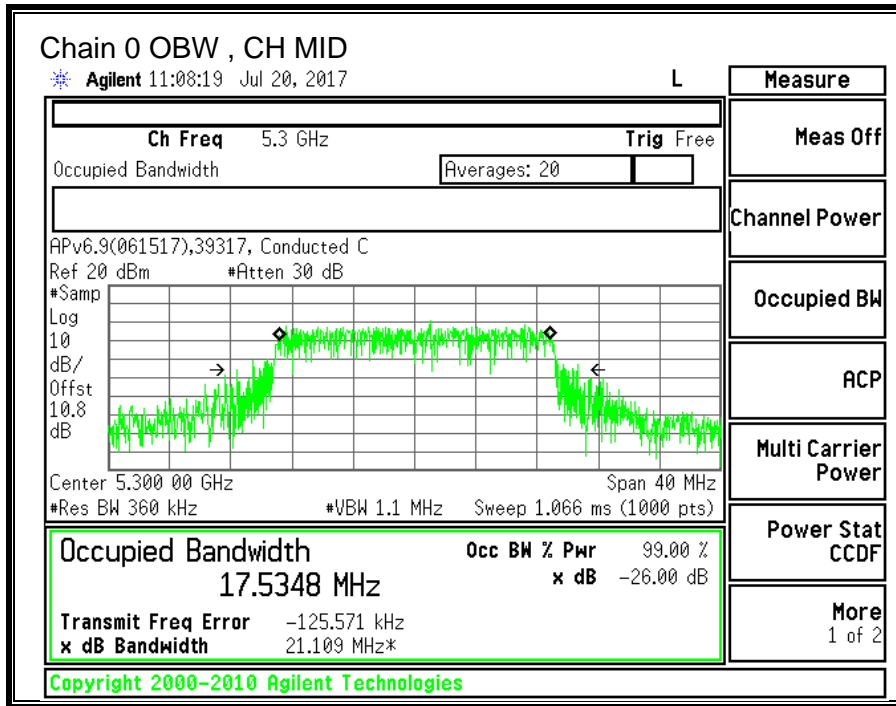 Chain 0 OBW , CH MID
Agilent 11:08:19 Jul 20, 2017 L
Measure
Ch Freq 5.3 GHz Trig Free
Meas Off
Occupied Bandwidth Averages: 20
Channel Power
APv6.9(061517),39317, Conducted C
Ref 20 dBm #Atten 30 dB
#Samp
Log
10
dB/
Offst
10.8
dB
Occupied BW
ACP
Center 5.300 00 GHz Span 40 MHz
#Res BW 360 kHz #VBW 1.1 MHz Sweep 1.066 ms (1000 pts)
Multi Carrier
Power
Occupied Bandwidth Occ BW % Pwr 99.00 %
17.5348 MHz x dB -26.00 dB
Transmit Freq Error -125.571 kHz
x dB Bandwidth 21.109 MHz*
Power Stat
CCDF
More
1 of 2
Copyright 2000-2010 Agilent Technologies